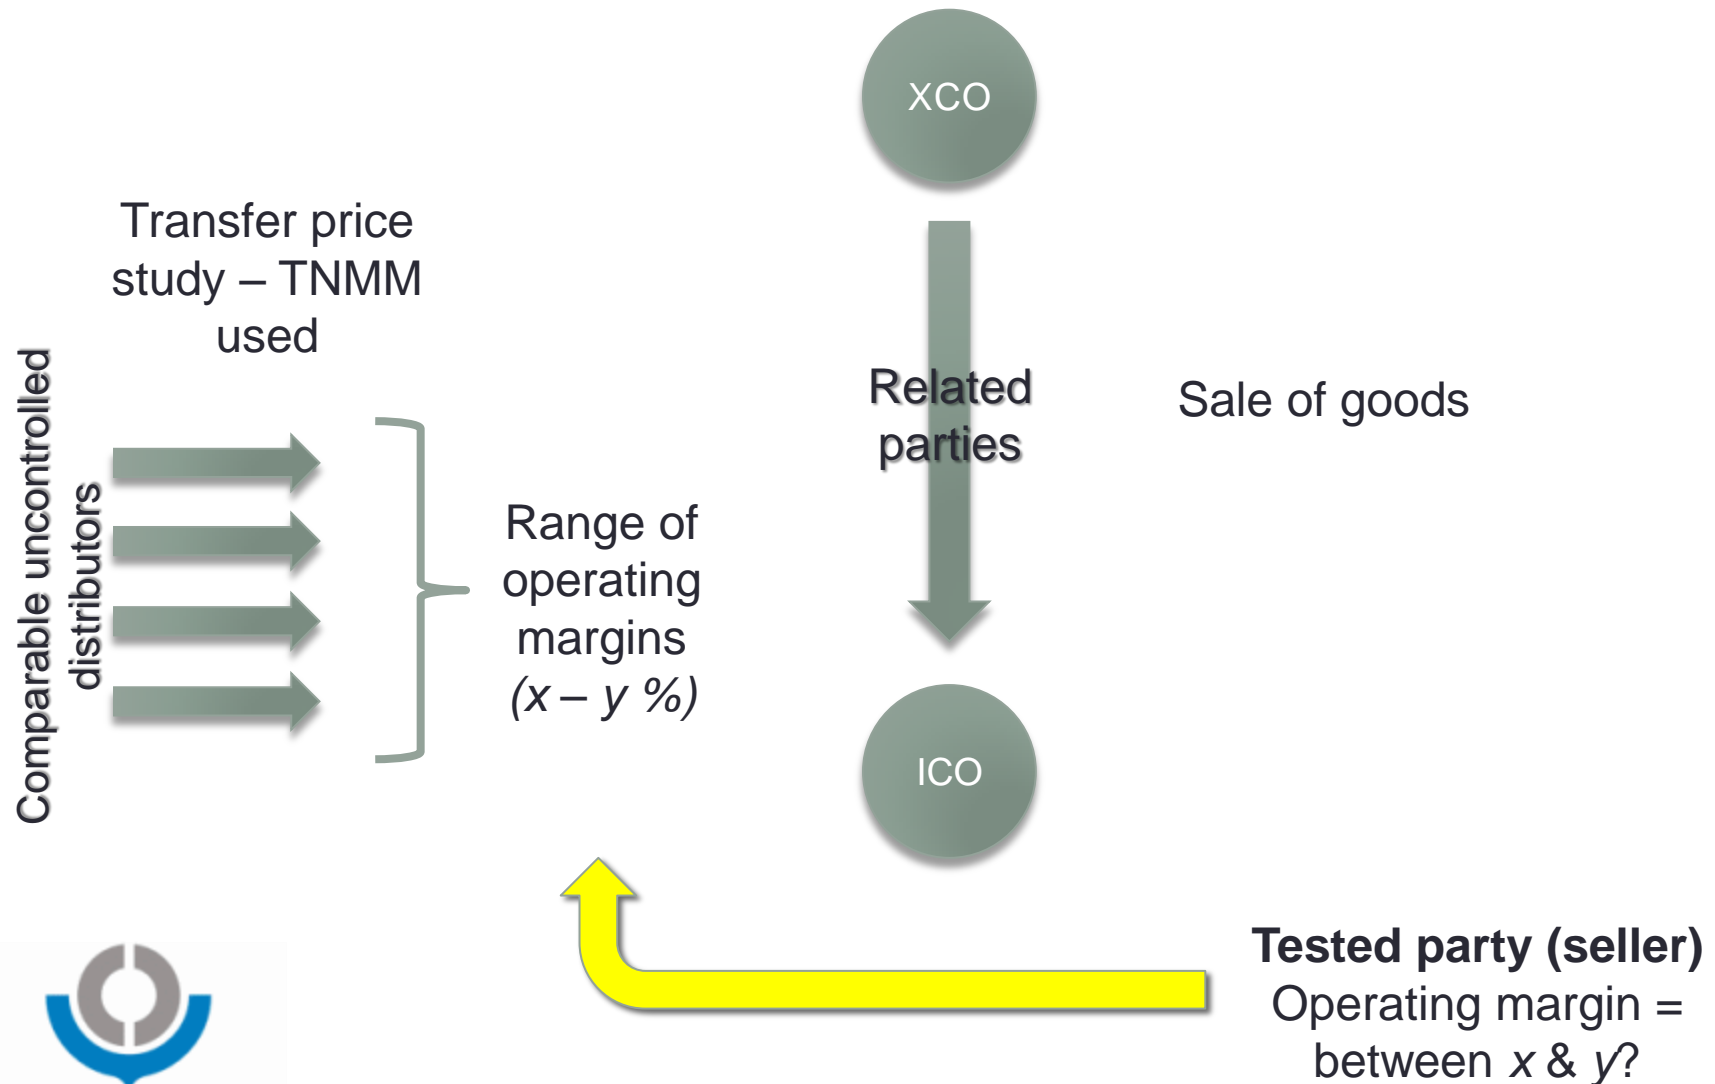 XCO
Transfer price
study – TNMM
used
Comparable uncontrolled
distributors
Related
parties
Sale of goods
Range of
operating
margins
(x – y %)
ICO
Tested party (seller)
Operating margin =
between x & y?